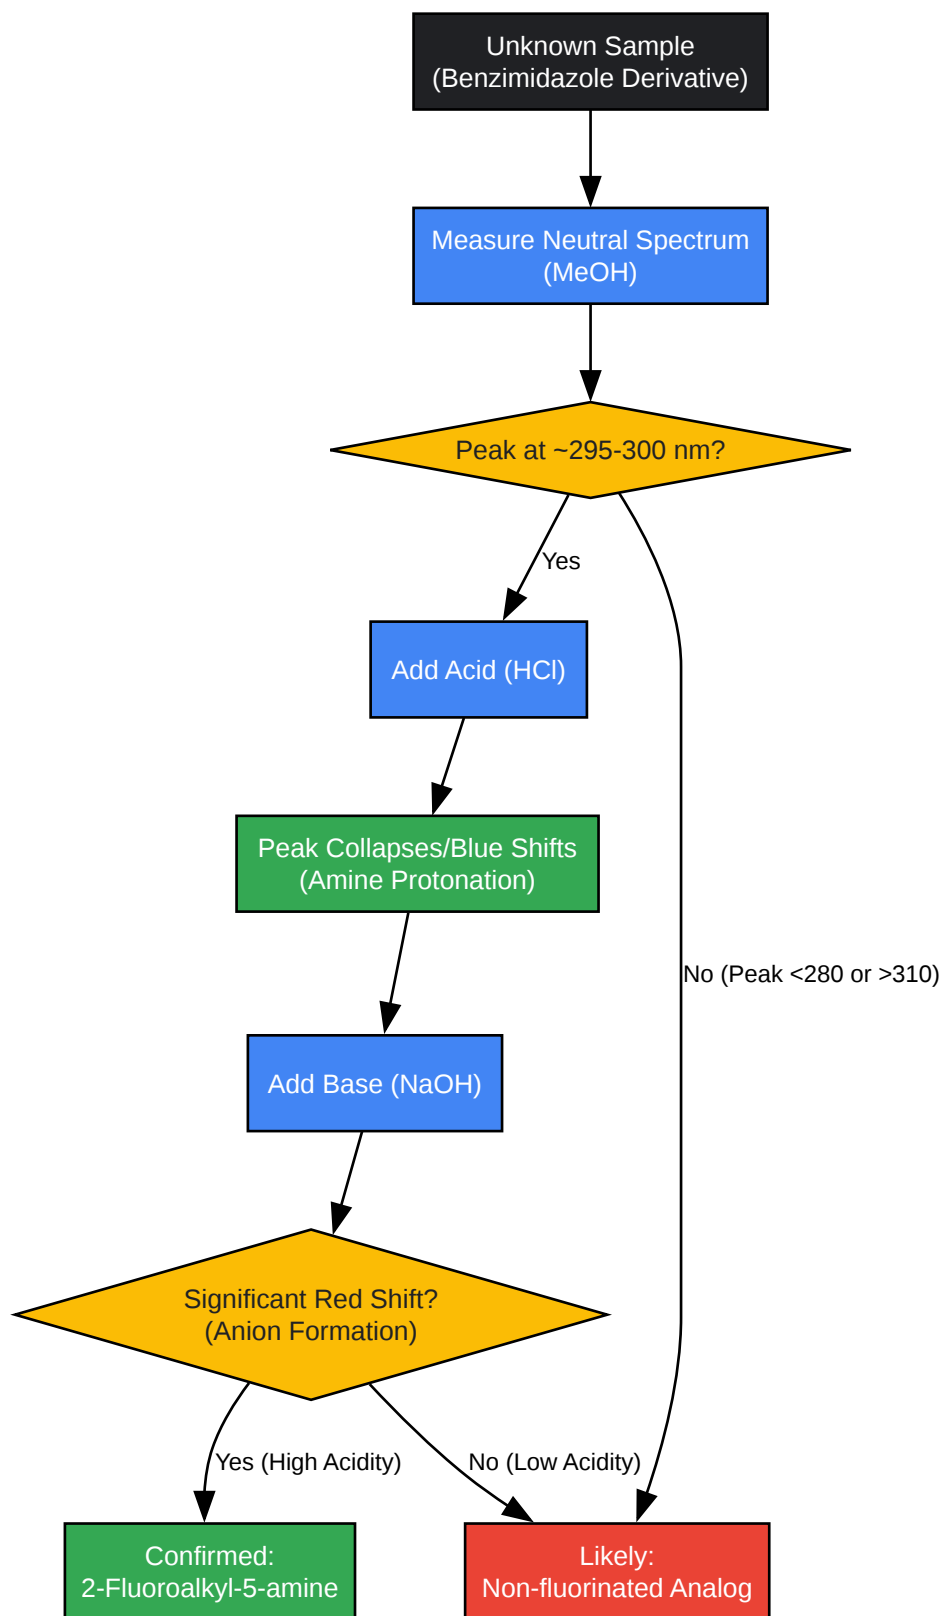 Unknown Sample
(Benzimidazole Derivative)
Measure Neutral Spectrum
(MeOH)
Peak at ~295-300 nm?
Yes
Add Acid (HCl)
Peak Collapses/Blue Shifts
(Amine Protonation)
No (Peak <280 or >310)
Add Base (NaOH)
Significant Red Shift?
(Anion Formation)
Yes (High Acidity)
No (Low Acidity)
Confirmed:
2-Fluoroalkyl-5-amine
Likely:
Non-fluorinated Analog